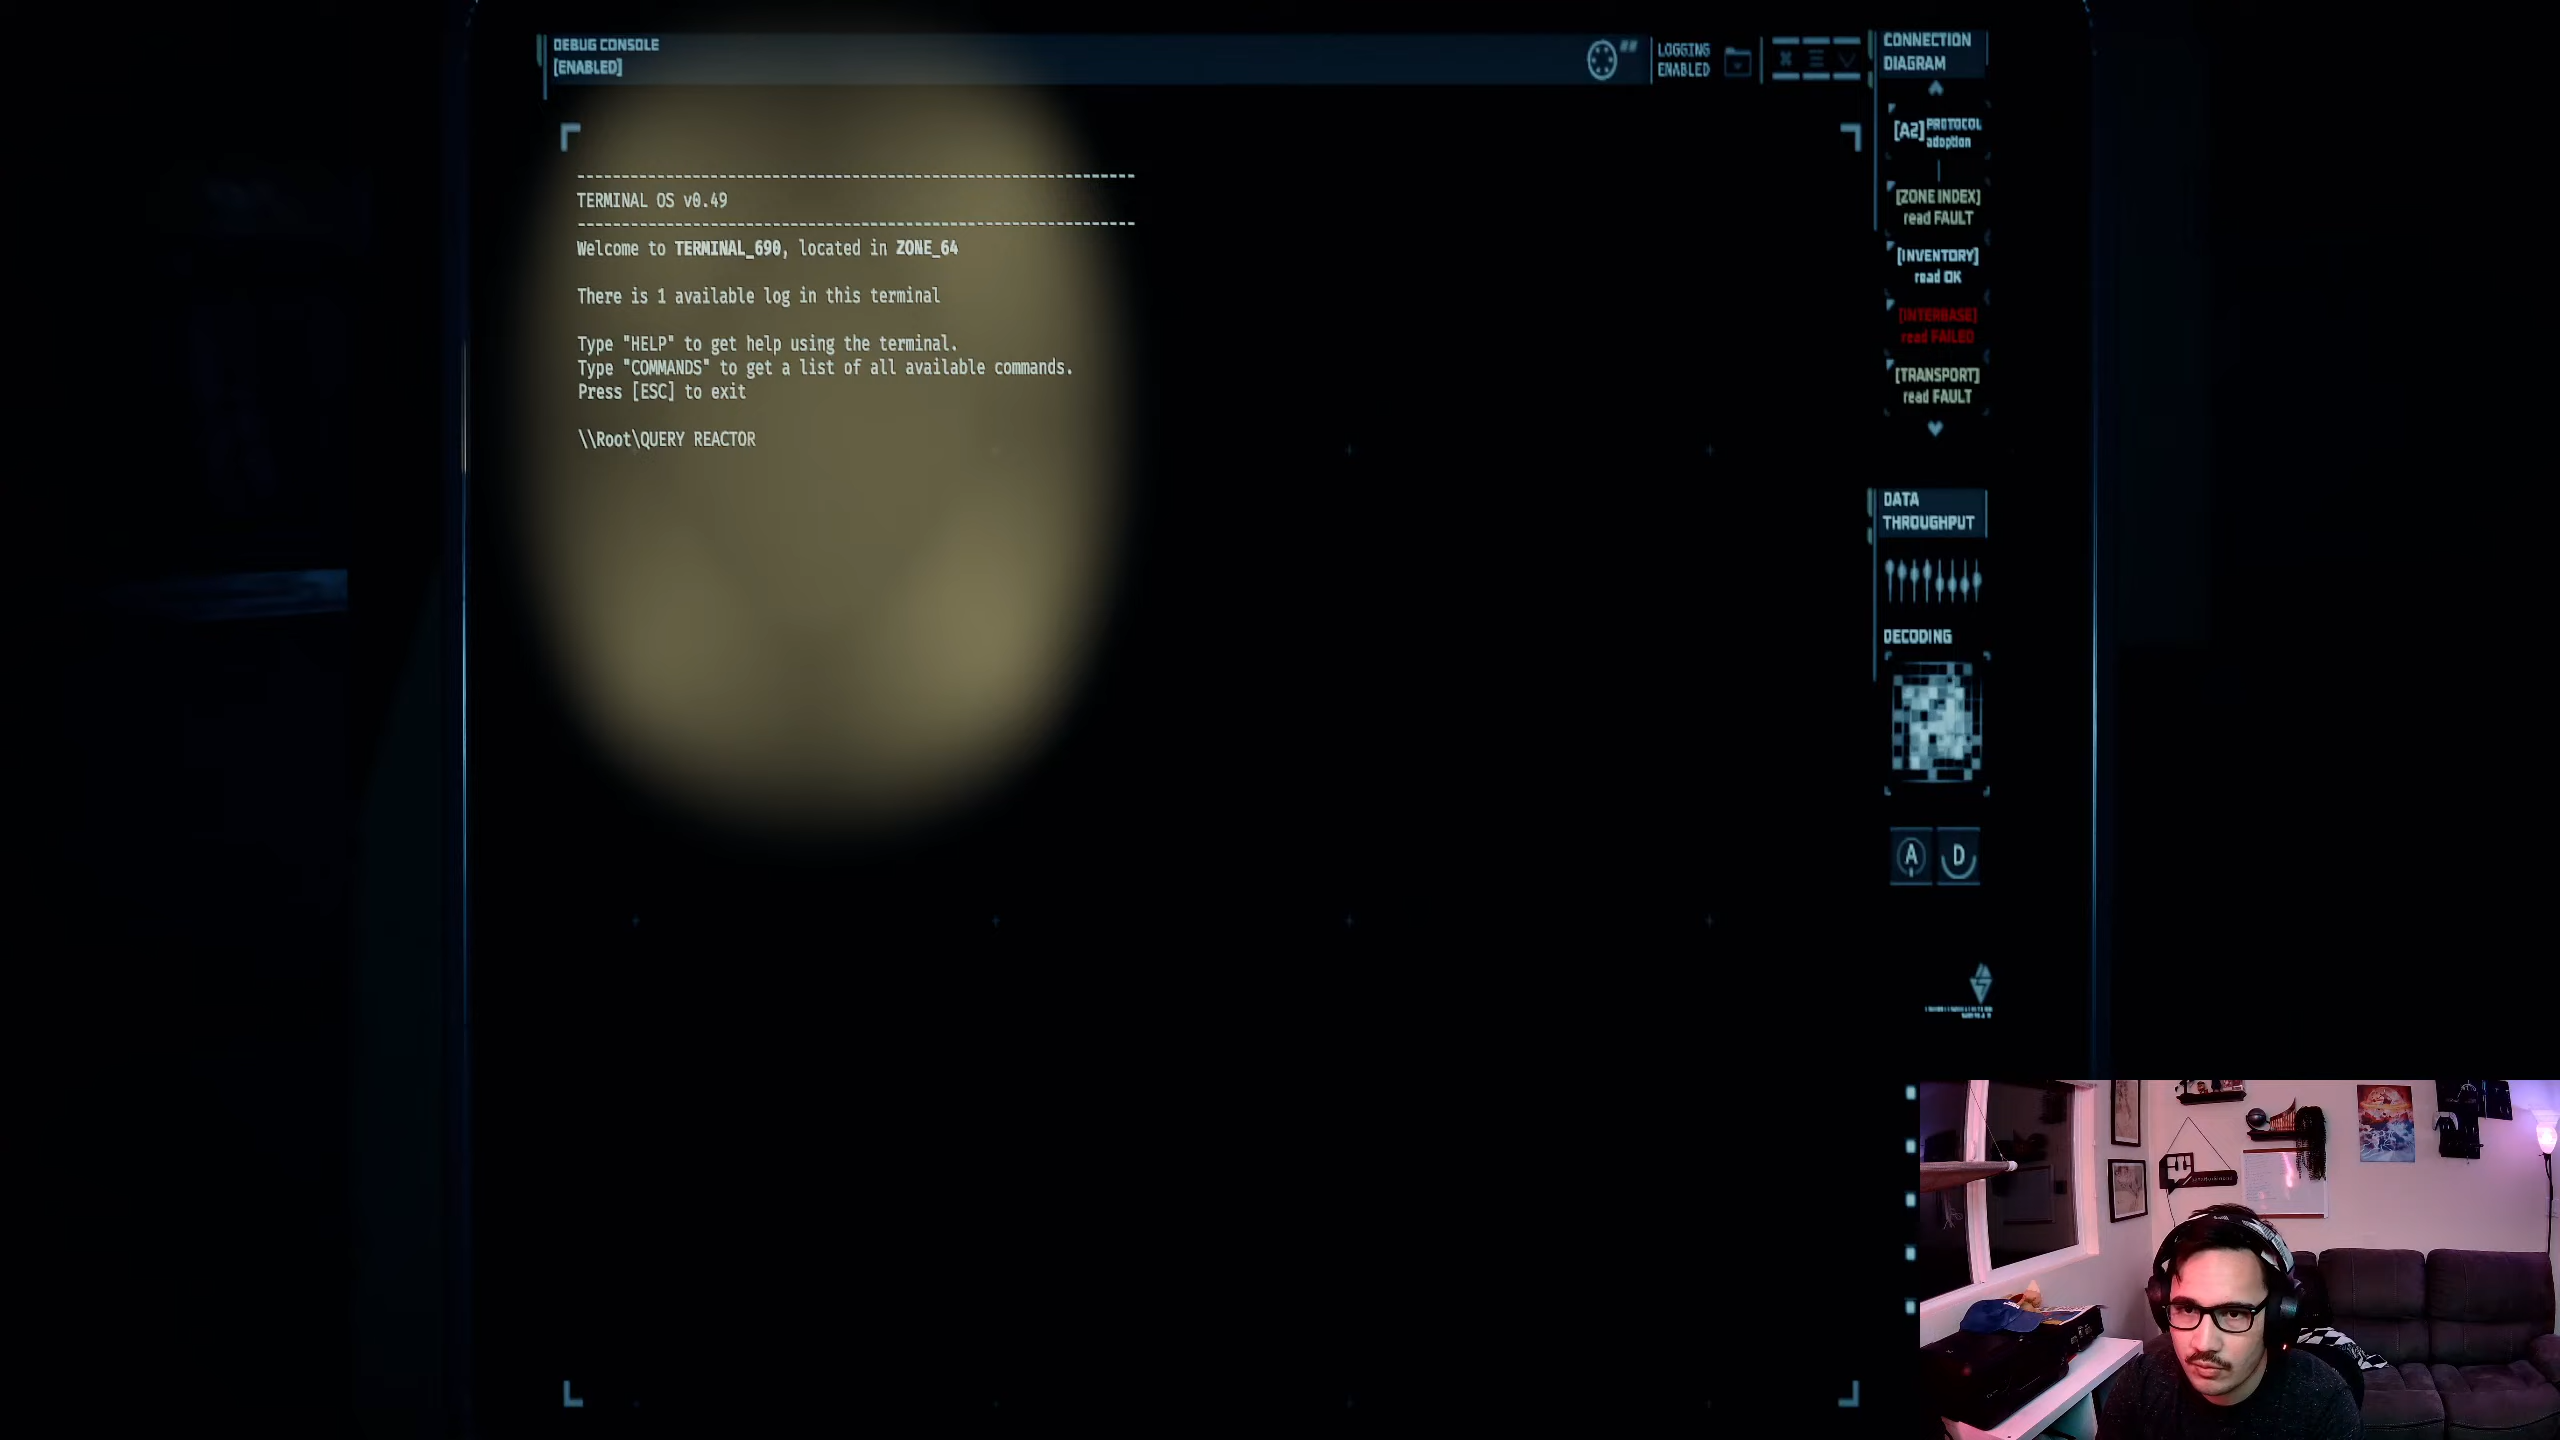 DEBUG CONSOLE
[ENABLED]
LOGGING
ENABLED
------------------------------------------------------------------
TERMINAL OS v0.49
------------------------------------------------------------------
Welcome to TERMINAL_690, located in ZONE_64
There is 1 available log in this terminal
Type "HELP" to get help using the terminal.
Type "COMMANDS" to get a list of all available commands.
Press [ESC] to exit
\\Root\QUERY REACTOR
CONNECTION
DIAGRAM
[A2] PROTOCOL
adoption
[ZONE INDEX]
read FAULT
[INVENTORY]
read OK
[INTERBASE]
read FAILED
[TRANSPORT]
read FAULT
DATA
THROUGHPUT
DECODING
A D